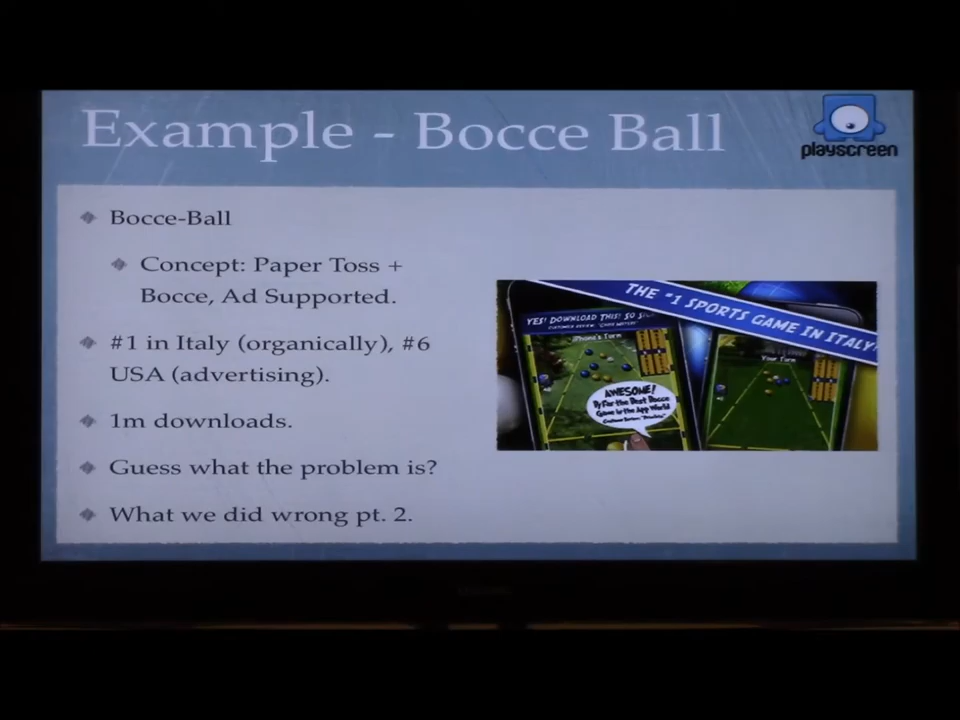 Example - Bocce Ball
playscreen
Bocce-Ball
Concept: Paper Toss +
Bocce, Ad Supported.
#1 in Italy (organically), #6
USA (advertising).
1m downloads.
Guess what the problem is?
What we did wrong pt. 2.
THE #1 SPORTS GAME IN ITALY!
YES! DOWNLOAD THIS! SO
iPhone's Turn
Your Turn
AWESOME!
By Far the Best Bocce
Game in the App World